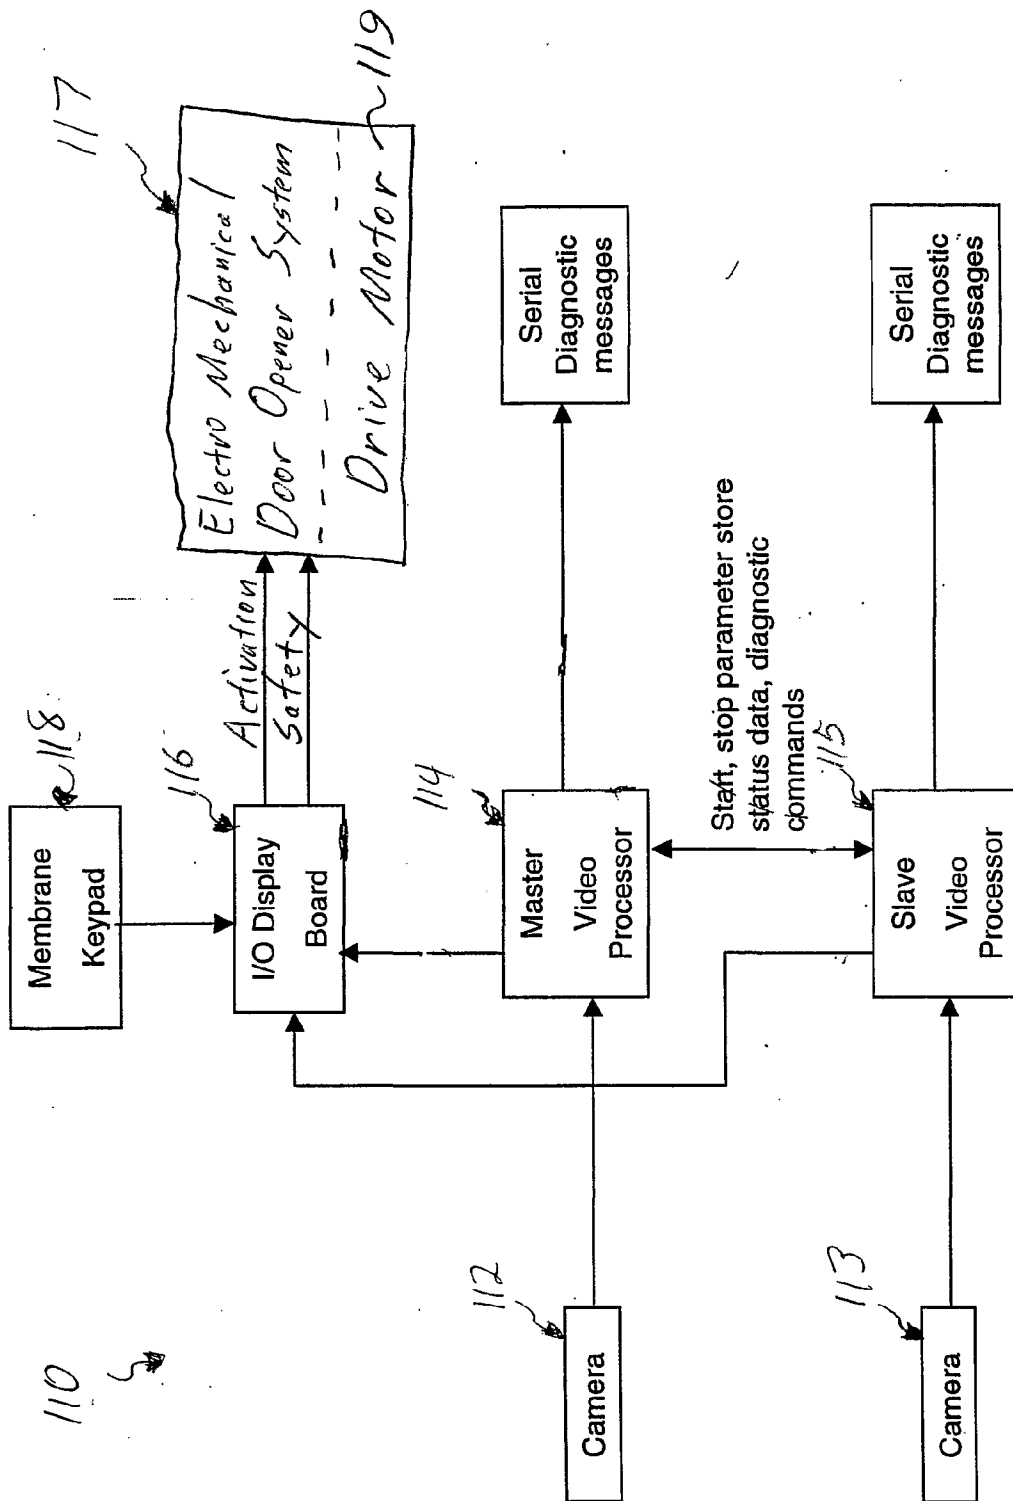 110
Membrane
Keypad
118
I/O Display
Board
116
Activation
Safety
117
Electro Mechanical
Door Opener System
Drive Motor
119
112
Camera
Master
Video
Processor
114
Serial
Diagnostic
messages
Staft, stop parameter store
status data, diagnostic
commands
113
Camera
Slave
Video
Processor
115
Serial
Diagnostic
messages